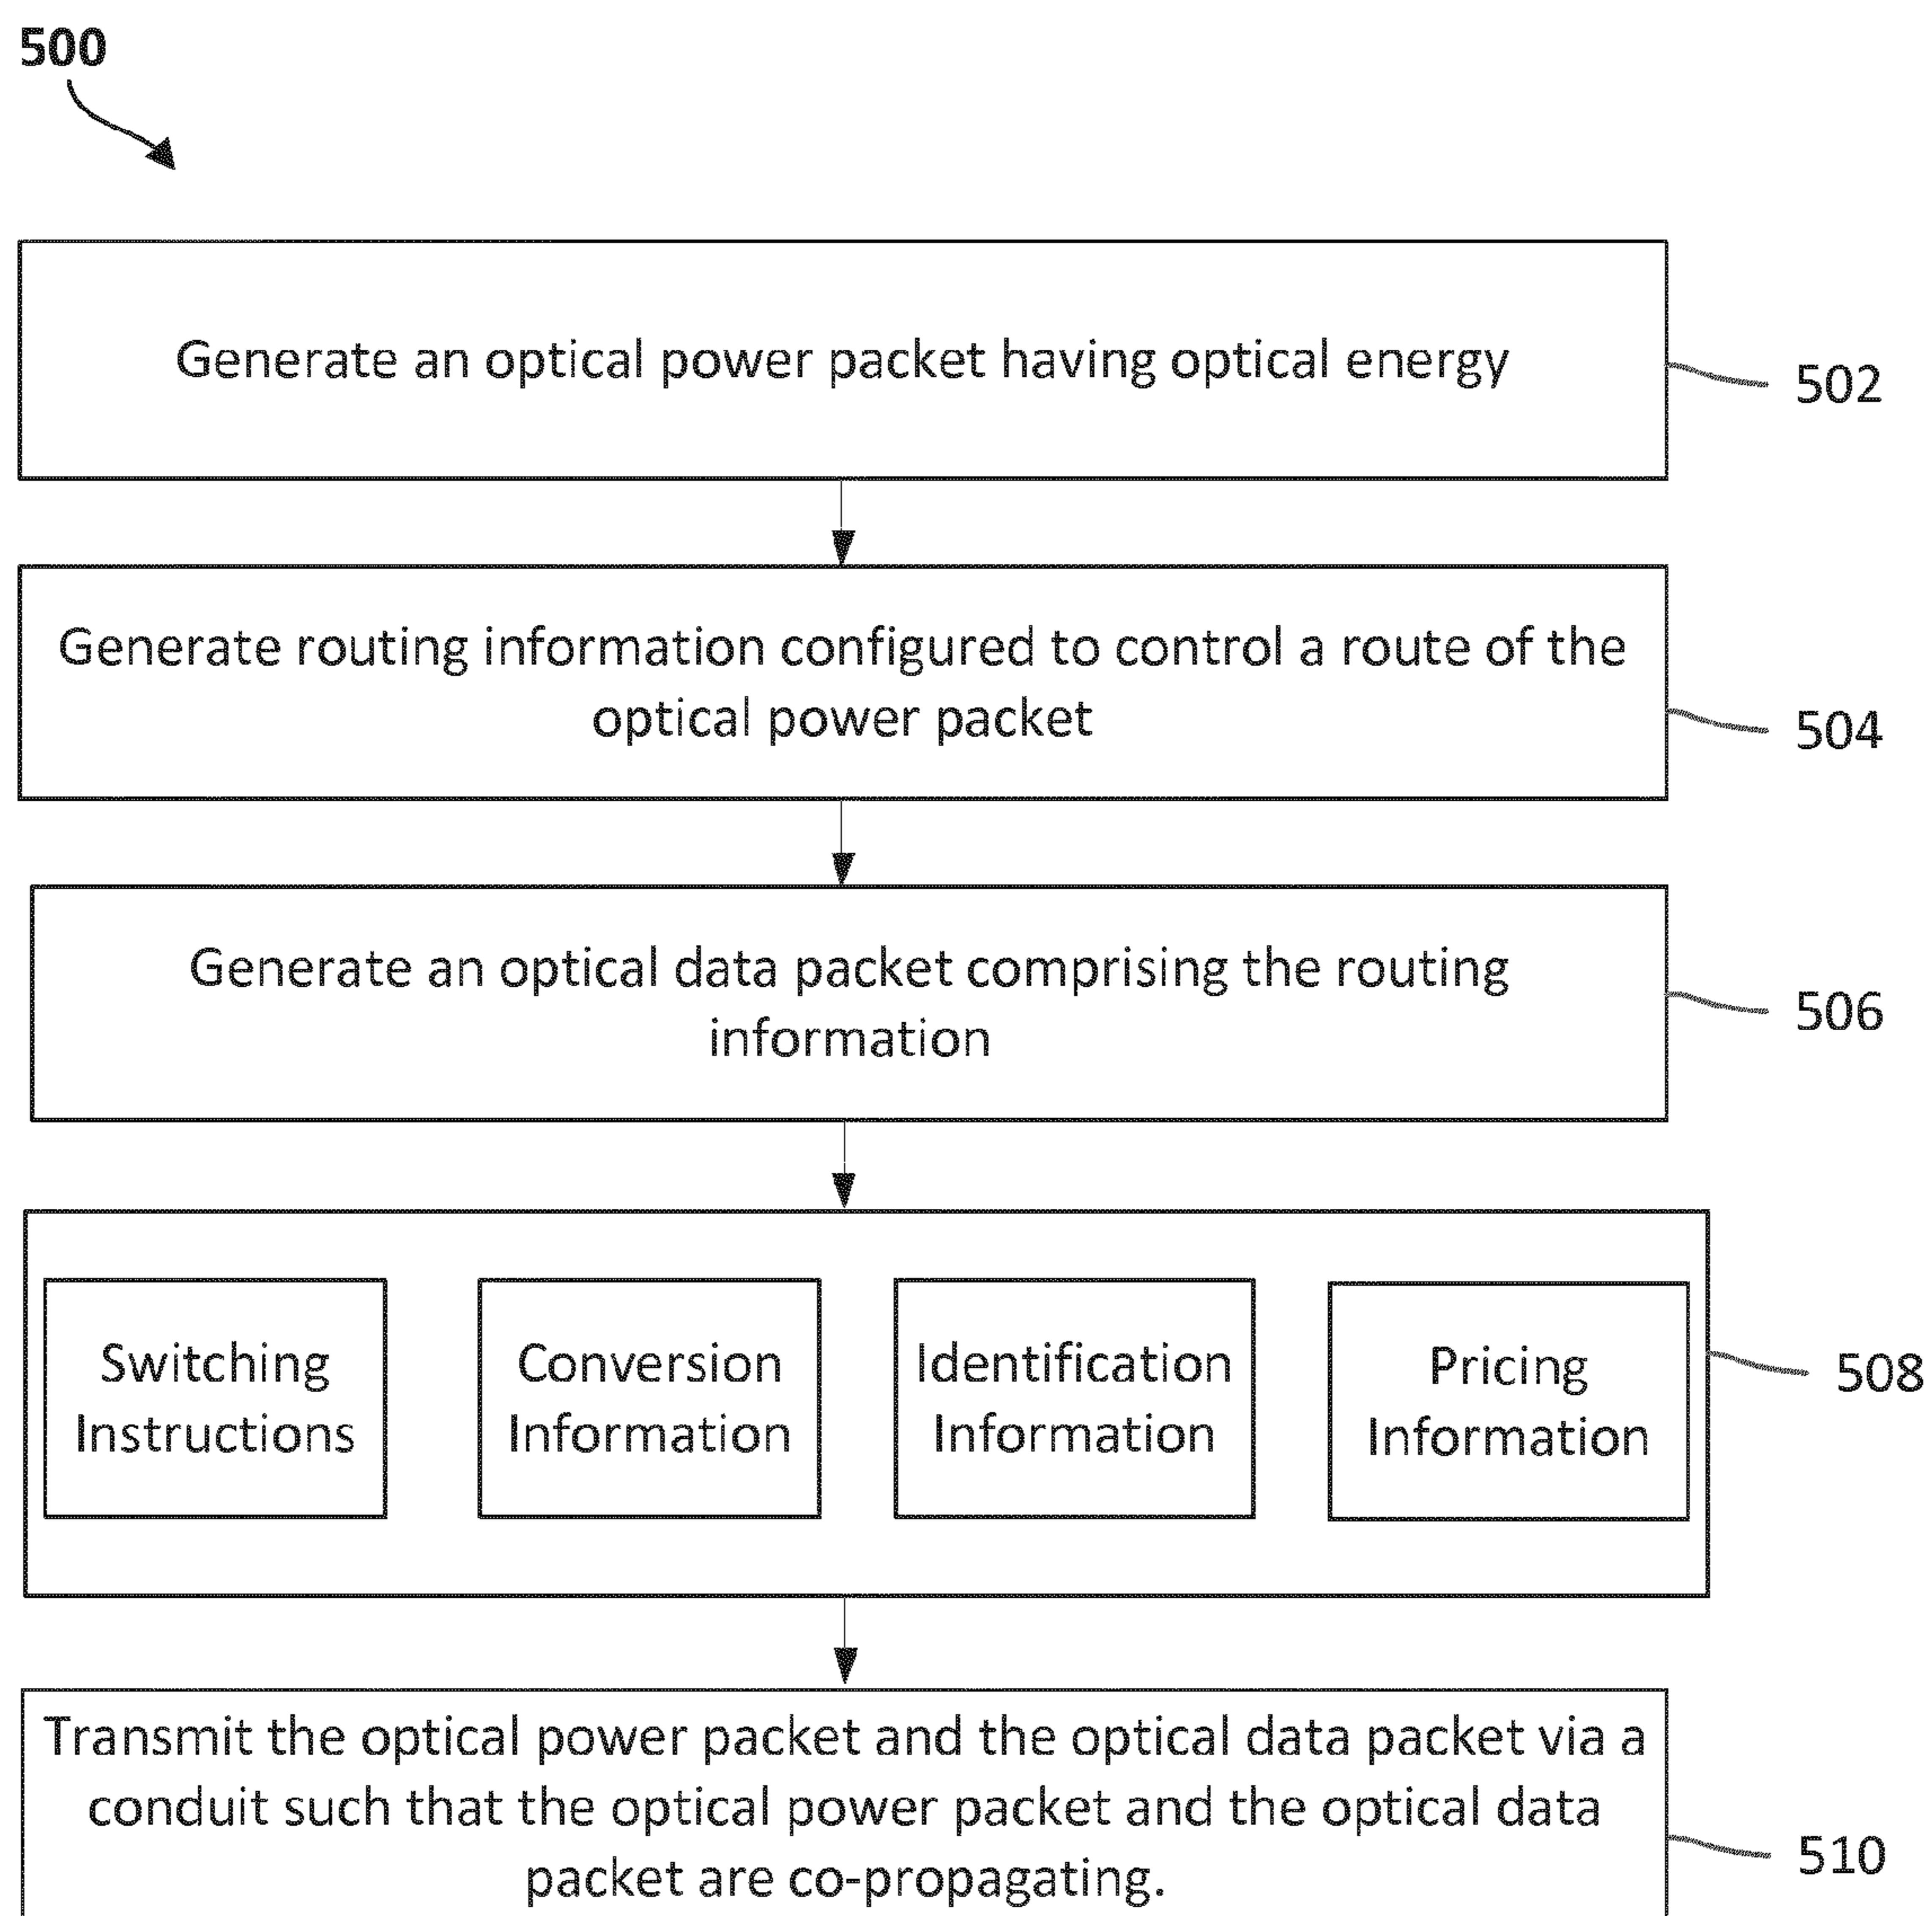 500
Generate an optical power packet having optical energy
502
Generate routing information configured to control a route of the
optical power packet
504
Generate an optical data packet comprising the routing
information
506
Switching
Instructions
Conversion
Information
Identification
Information
Pricing
Information
508
Transmit the optical power packet and the optical data packet via a
conduit such that the optical power packet and the optical data
packet are co-propagating.
510